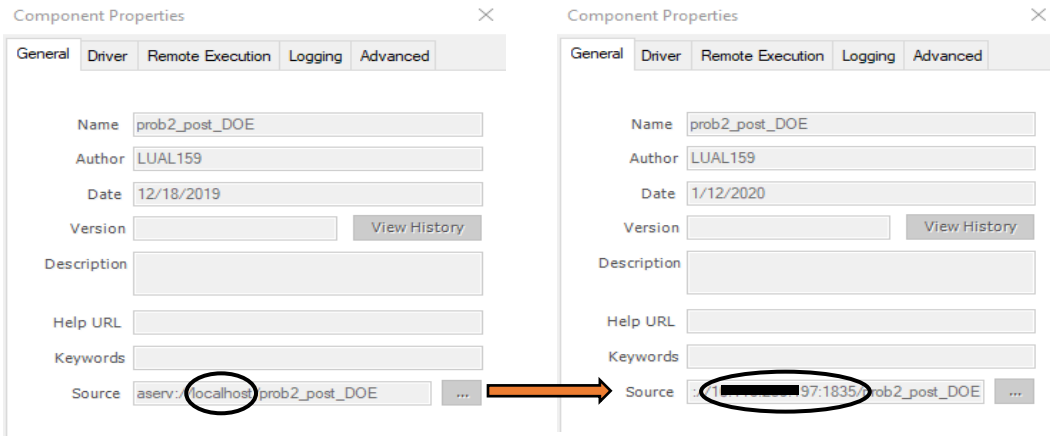 Component Properties
General Driver Remote Execution Logging Advanced
Name prob2_post_DOE
Author LUAL159
Date 12/18/2019
Version View History
Description
Help URL
Keywords
Source aserv://localhost/prob2_post_DOE ...
Component Properties
General Driver Remote Execution Logging Advanced
Name prob2_post_DOE
Author LUAL159
Date 1/12/2020
Version View History
Description
Help URL
Keywords
Source 97:1835/prob2_post_DOE ...